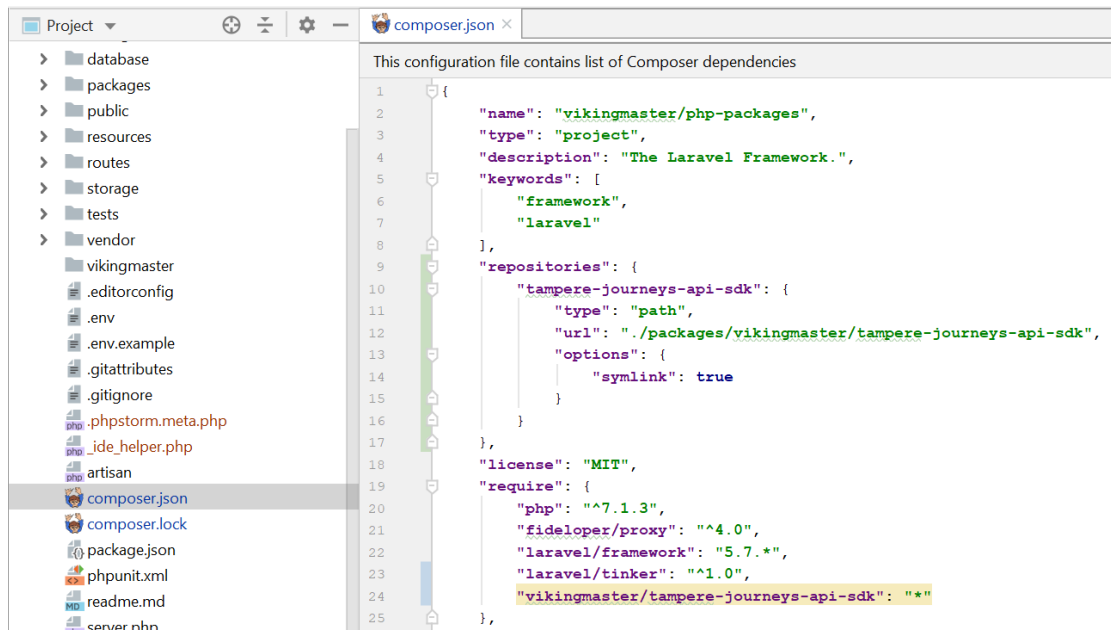 Project
database
packages
public
resources
routes
storage
tests
vendor
vikingmaster
.editorconfig
.env
.env.example
.gitattributes
.gitignore
php .phpstorm.meta.php
php _ide_helper.php
php artisan
composer.json
composer.lock
package.json
phpunit.xml
MD readme.md
server.php
composer.json
This configuration file contains list of Composer dependencies
1 {
2 "name": "vikingmaster/php-packages",
3 "type": "project",
4 "description": "The Laravel Framework.",
5 "keywords": [
6 "framework",
7 "laravel"
8 ],
9 "repositories": {
10 "tampere-journeys-api-sdk": {
11 "type": "path",
12 "url": "./packages/vikingmaster/tampere-journeys-api-sdk",
13 "options": {
14 "symlink": true
15 }
16 }
17 },
18 "license": "MIT",
19 "require": {
20 "php": "^7.1.3",
21 "fideloper/proxy": "^4.0",
22 "laravel/framework": "5.7.*",
23 "laravel/tinker": "^1.0",
24 "vikingmaster/tampere-journeys-api-sdk": "*"
25 },